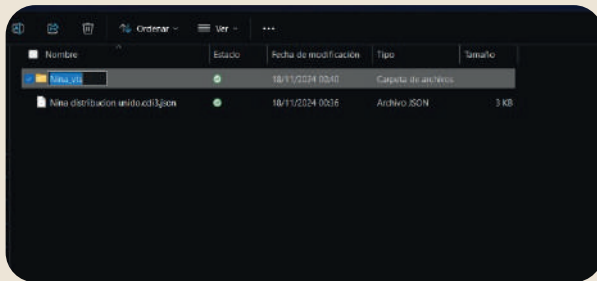 Ordenar Ver ...
Nombre Estado Fecha de modificación Tipo Tamaño
Nina_vts 18/11/2024 00:40 Carpeta de archivos
Nina distribucion unido.cdi3.json 18/11/2024 00:36 Archivo JSON 3 KB